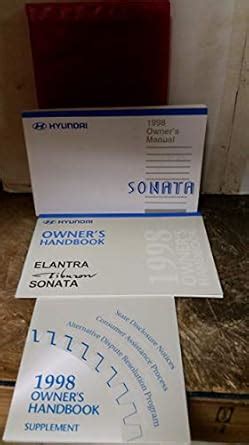 HYUNDAI
1998
Owner's
Manual
SONATA
HYUNDAI
OWNER'S
HANDBOOK
ELANTRA
Tiburon
SONATA
1998
OWNER'S
HANDBOOK
State Disclosure Notices
Consumer Assistance Process
Alternative Dispute Resolution Program
1998
OWNER'S
HANDBOOK
SUPPLEMENT